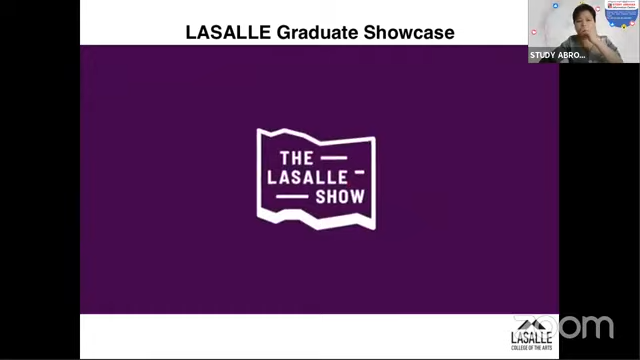 LASALLE Graduate Showcase
STUDY ABRO...
THE
LASALLE
SHOW
LASALLE
COLLEGE OF THE ARTS
zoom